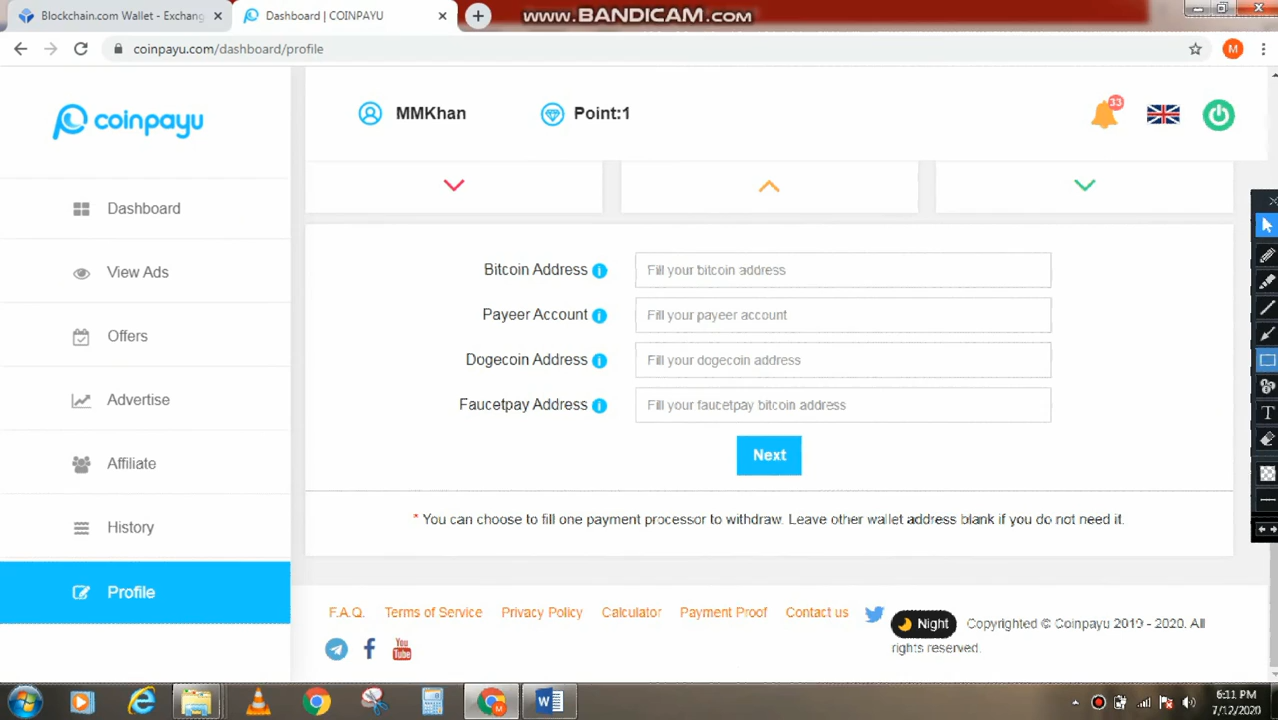 Blockchain.com Wallet - Exchang
Dashboard | COINPAYU
www.BANDICAM.com
coinpayu.com/dashboard/profile
M
coinpayu
MMKhan
Point:1
33
Dashboard
View Ads
Offers
Advertise
Affiliate
History
Profile
Bitcoin Address
Fill your bitcoin address
Payeer Account
Fill your payeer account
Dogecoin Address
Fill your dogecoin address
Faucetpay Address
Fill your faucetpay bitcoin address
Next
* You can choose to fill one payment processor to withdraw. Leave other wallet address blank if you do not need it.
F.A.Q. Terms of Service Privacy Policy Calculator Payment Proof Contact us
Night
Copyrighted © Coinpayu 2019 - 2020. All
rights reserved.
You
Tube
T
M
W
6:11 PM
7/12/2020